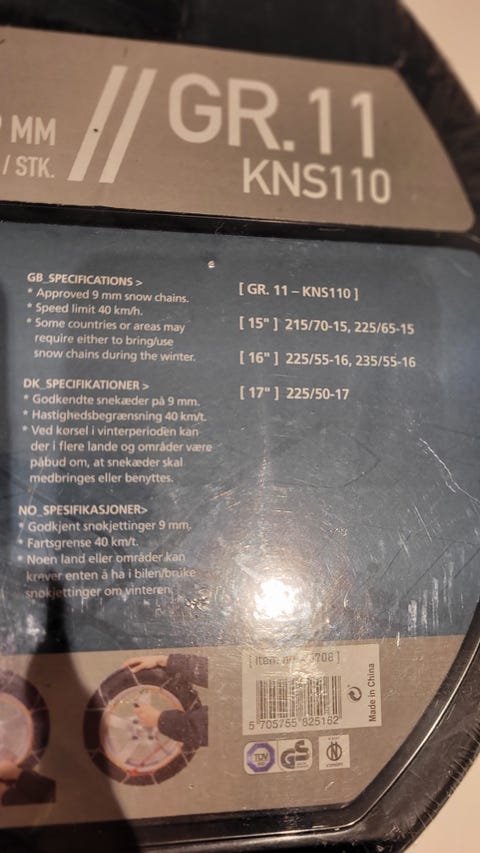 MM
/ STK.
// GR. 11
KNS110
GB_SPECIFICATIONS >
* Approved 9 mm snow chains.
* Speed limit 40 km/h.
* Some countries or areas may
require either to bring/use
snow chains during the winter.
DK_SPECIFIKATIONER >
* Godkendte snekæder på 9 mm.
* Hastighedsbegrænsning 40 km/t.
* Ved kørsel i vinterperioden kan
der i flere lande og områder være
påbud om, at snekæder skal
medbringes eller benyttes.
NO_SPESIFIKASJONER>
* Godkjent snøkjettinger 9 mm.
* Fartsgrense 40 km/t.
* Noen land eller områder kan
krever enten å ha i bilen/bruke
snøkjettinger om vinteren.
[ GR. 11 – KNS110 ]
[ 15" ] 215/70-15, 225/65-15
[ 16" ] 225/55-16, 235/55-16
[ 17" ] 225/50-17
[ Item no.
5 705755 825162
Made in China
TÜV
GS